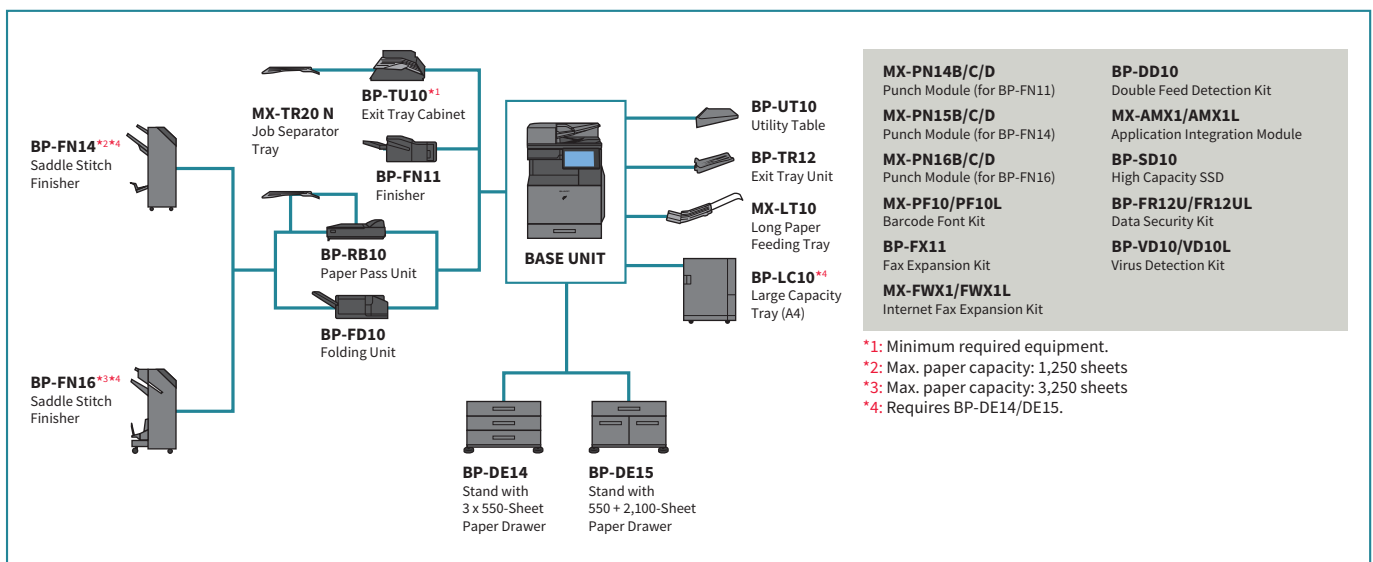 MX-TR20 N
Job Separator
Tray
BP-TU10*1
Exit Tray Cabinet
BP-FN11
Finisher
BP-FN14*2*4
Saddle Stitch
Finisher
BP-RB10
Paper Pass Unit
BP-FD10
Folding Unit
BP-FN16*3*4
Saddle Stitch
Finisher
BASE UNIT
BP-UT10
Utility Table
BP-TR12
Exit Tray Unit
MX-LT10
Long Paper
Feeding Tray
BP-LC10*4
Large Capacity
Tray (A4)
BP-DE14
Stand with
3 x 550-Sheet
Paper Drawer
BP-DE15
Stand with
550 + 2,100-Sheet
Paper Drawer
MX-PN14B/C/D
Punch Module (for BP-FN11)
MX-PN15B/C/D
Punch Module (for BP-FN14)
MX-PN16B/C/D
Punch Module (for BP-FN16)
MX-PF10/PF10L
Barcode Font Kit
BP-FX11
Fax Expansion Kit
MX-FWX1/FWX1L
Internet Fax Expansion Kit
BP-DD10
Double Feed Detection Kit
MX-AMX1/AMX1L
Application Integration Module
BP-SD10
High Capacity SSD
BP-FR12U/FR12UL
Data Security Kit
BP-VD10/VD10L
Virus Detection Kit
*1: Minimum required equipment.
*2: Max. paper capacity: 1,250 sheets
*3: Max. paper capacity: 3,250 sheets
*4: Requires BP-DE14/DE15.